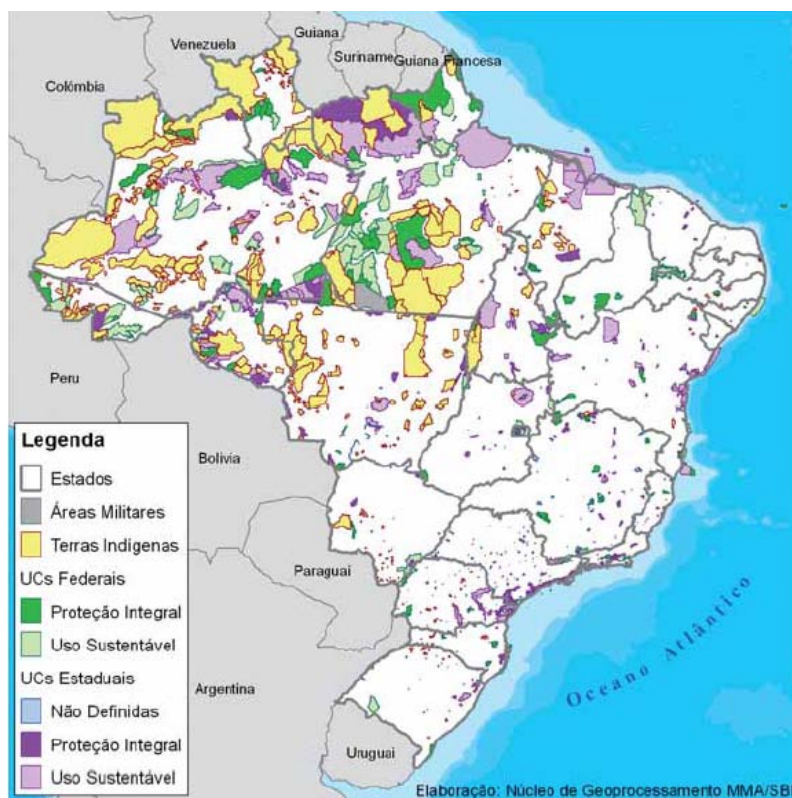 Guiana
Venezuela
Suriname
Guiana Francesa
Colômbia
Peru
Bolivia
Paraguai
Argentina
Uruguai
Oceano Atlântico
Legenda
Estados
Áreas Militares
Terras Indígenas
UCs Federais
Proteção Integral
Uso Sustentável
UCs Estaduais
Não Definidas
Proteção Integral
Uso Sustentável
Elaboração: Núcleo de Geoprocessamento MMA/SBF